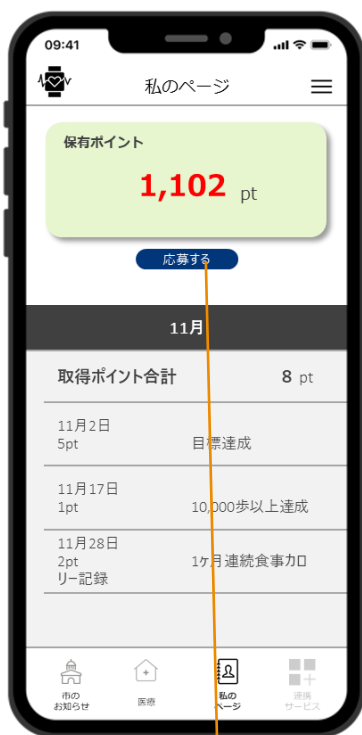 09:41
私のページ
保有ポイント
1,102 pt
応募する
11月
取得ポイント合計 8 pt
11月2日
5pt 目標達成
11月17日
1pt 10,000歩以上達成
11月28日
2pt 1ケ月連続食事カロ
リー記録
市の
お知らせ
医療
私の
ページ
連携
サービス